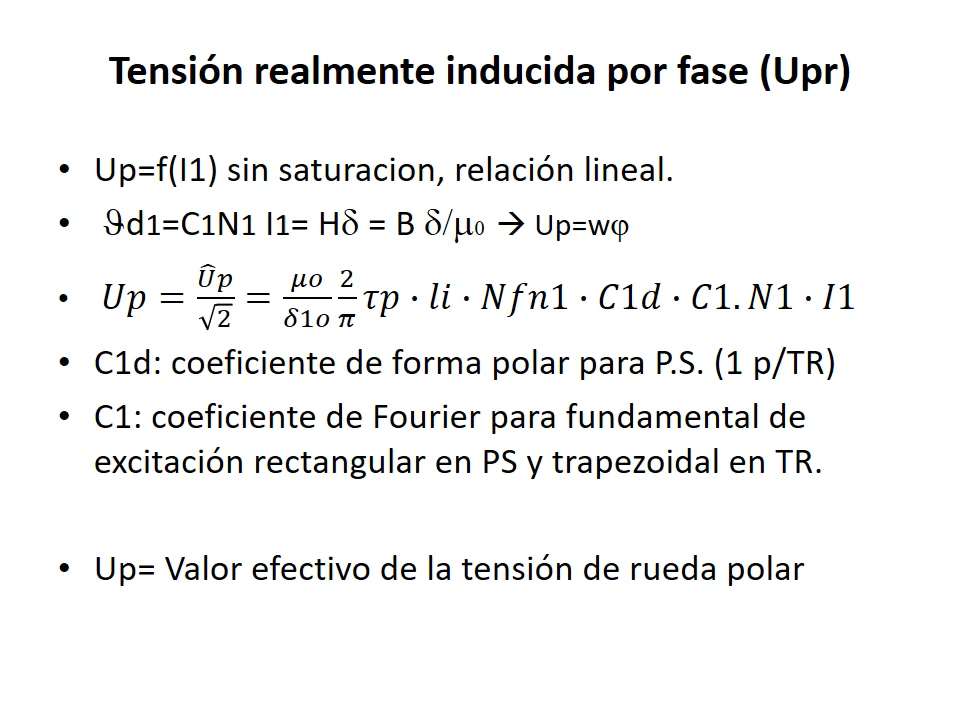 Tensión realmente inducida por fase (Upr)
• Up=f(I1) sin saturacion, relación lineal.
• ϑd1=C1N1 I1= Hδ = B δ/μ₀ → Up=wφ
• Up = Ûp/√2 = μo/δ1o 2/π τp · li · Nfn1 · C1d · C1.N1 · I1
• C1d: coeficiente de forma polar para P.S. (1 p/TR)
• C1: coeficiente de Fourier para fundamental de
excitación rectangular en PS y trapezoidal en TR.
• Up= Valor efectivo de la tensión de rueda polar